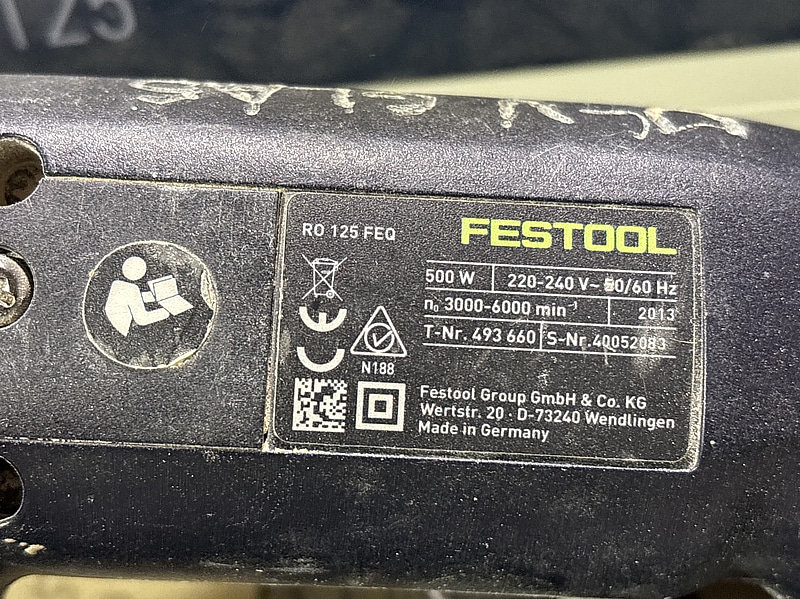 125
RO 125 FEQ
FESTOOL
500 W
220-240 V~ 50/60 Hz
n₀ 3000-6000 min⁻¹
2013
T-Nr. 493 660
S-Nr. 40052083
N188
Festool Group GmbH & Co. KG
Wertstr. 20 · D-73240 Wendlingen
Made in Germany